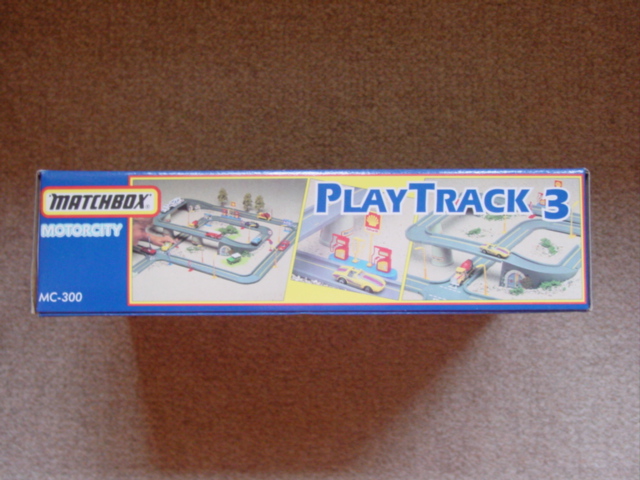 MATCHBOX
MOTORCITY
MC-300
PLAYTRACK 3